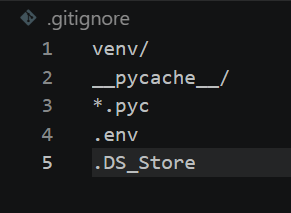 .gitignore
1 venv/
2 __pycache__/
3 *.pyc
4 .env
5 .DS_Store